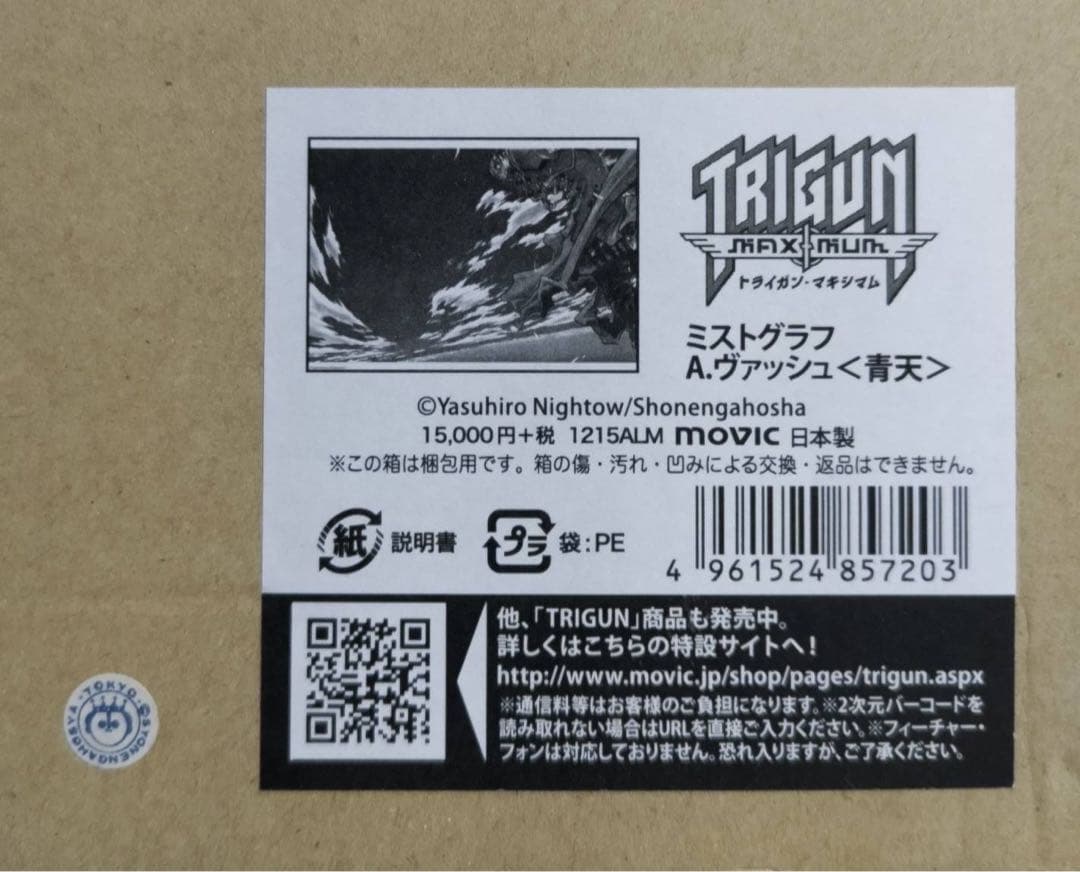 TRIGUN
MAXIMUM
トライガン・マキシマム
ミストグラフ
A.ヴァッシュ<青天>
©Yasuhiro Nightow/Shonengahosha
15,000円+税 1215ALM movic 日本製
※この箱は梱包用です。箱の傷・汚れ・凹みによる交換・返品はできません。
紙 説明書 プラ 袋:PE
4 961524 857203
他、「TRIGUN」商品も発売中。
詳しくはこちらの特設サイトへ!
http://www.movic.jp/shop/pages/trigun.aspx
※通信料等はお客様のご負担になります。※2次元バーコードを
読み取れない場合はURLを直接ご入力ください。※フィーチャー・
フォンは対応しておりません。恐れ入りますが、ご了承ください。
・TOKYO・©SYONENGAHOSYA